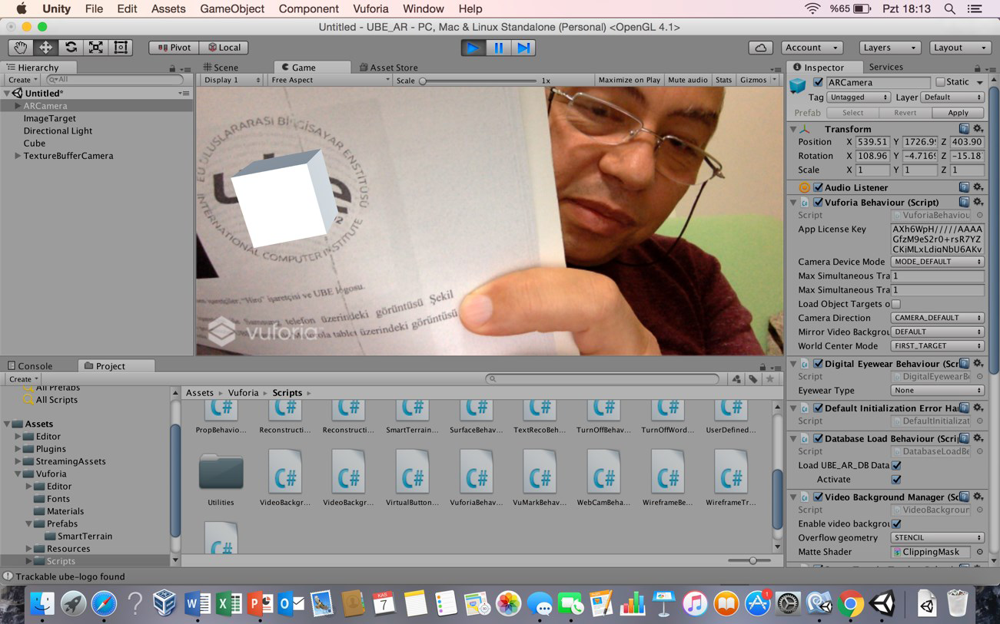 Unity File Edit Assets GameObject Component Vuforia Window Help %65 Pzt 18:13
Untitled - UBE_AR - PC, Mac & Linux Standalone (Personal) <OpenGL 4.1>
Pivot Local Account Layers Layout
Hierarchy
Create All
Untitled*
ARCamera
ImageTarget
Directional Light
Cube
TextureBufferCamera
Scene Game Asset Store
Display 1 Free Aspect Scale 1x Maximize on Play Mute audio Stats Gizmos
EU ULUSLARARASI BİLGİSAYAR ENSTİTÜSÜ
INTERNATIONAL COMPUTER INSTITUTE
işaretçisi ve UBE logosu.
telefon üzerindeki görüntüsü Şekil
tablet üzerindeki görüntüsü
vuforia
Inspector Services
ARCamera Static
Tag Untagged Layer Default
Prefab Select Revert Apply
Transform
Position X 539.51 Y 1726.9 Z 403.90
Rotation X 108.96 Y -4.716 Z -15.18
Scale X 1 Y 1 Z 1
Audio Listener
Vuforia Behaviour (Script)
Script VuforiaBehaviou
App License Key AXh6WpH/////AAAA
GfzM9eS2r0+rsR7YZ
CKiMLxLdiqNbU6AKv
Camera Device Mode MODE_DEFAULT
Max Simultaneous Tra 1
Max Simultaneous Tra 1
Load Object Targets o
Camera Direction CAMERA_DEFAULT
Mirror Video Backgrou DEFAULT
World Center Mode FIRST_TARGET
Digital Eyewear Behaviour (Scr
Script DigitalEyewearB
Eyewear Type None
Default Initialization Error Ha
Script DefaultInitializat
Database Load Behaviour (Scrip
Script DatabaseLoadBe
Load UBE_AR_DB Data
Activate
Video Background Manager (Sc
Script VideoBackgroun
Enable video backgrou
Overflow geometry STENCIL
Matte Shader ClippingMask
Console Project
Create
All Prefabs
All Scripts
Assets
Editor
Plugins
StreamingAssets
Vuforia
Editor
Fonts
Materials
Prefabs
SmartTerrain
Resources
Scripts
Assets Vuforia Scripts
PropBehavio... Reconstructi... Reconstructi... SmartTerrain... SurfaceBehav... TextRecoBeh... TurnOffBehav... TurnOffWord... UserDefined...
C# C# C# C# C# C# C# C#
Utilities VideoBackgr... VideoBackgr... VirtualButton... VuforiaBehav... VuMarkBehav... WebCamBeha... WireframeBe... WireframeTr...
C#
Trackable ube-logo found
KAS
7
1